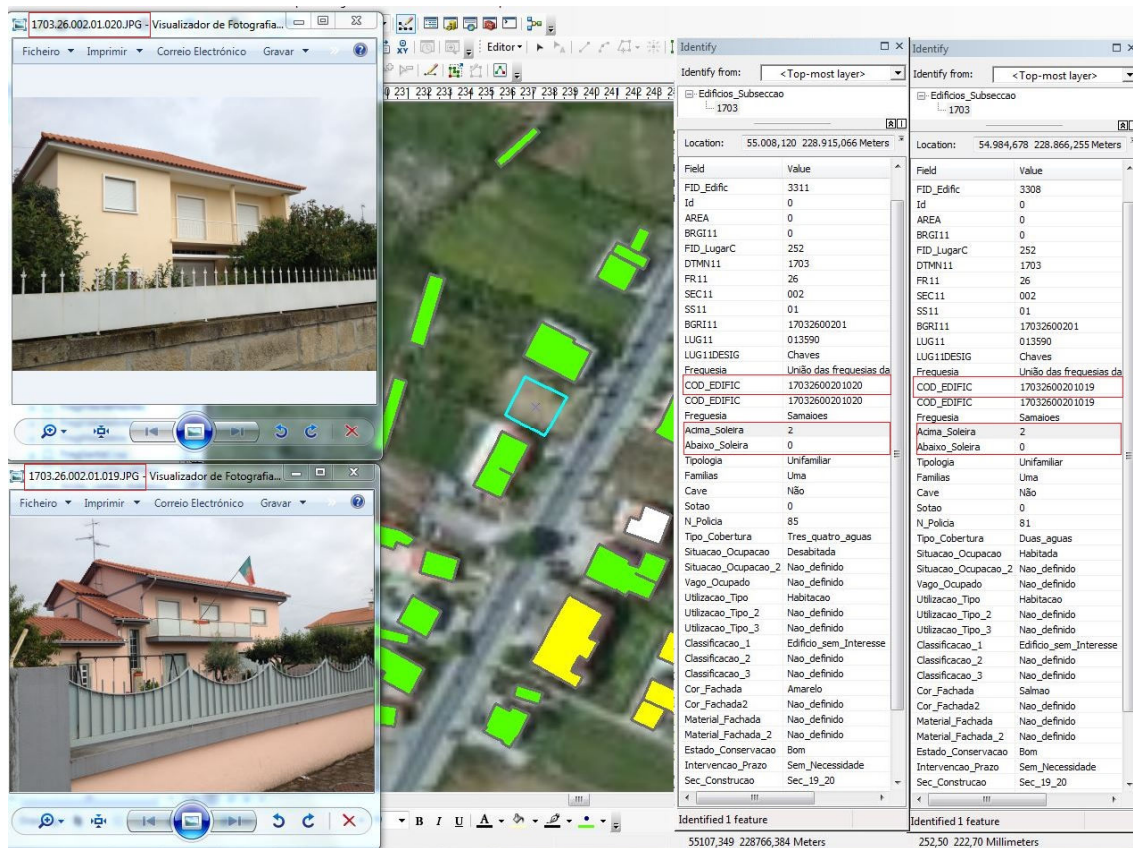 1703.26.002.01.020.JPG - Visualizador de Fotografia...
Ficheiro Imprimir Correio Electrónico Gravar
1703.26.002.01.019.JPG - Visualizador de Fotografia...
Ficheiro Imprimir Correio Electrónico Gravar
XY Editor
231 232 233 234 235 236 237 238 239 240 241 242 248
B I U A
Identify
Identify from: <Top-most layer>
Edificios_Subseccao
1703
Location: 55.008,120 228.915,066 Meters
Field Value
FID_Edific 3311
Id 0
AREA 0
BRGI11 0
FID_LugarC 252
DTMN11 1703
FR11 26
SEC11 002
SS11 01
BGRI11 17032600201
LUG11 013590
LUG11DESIG Chaves
Freguesia União das freguesias da
COD_EDIFIC 17032600201020
COD_EDIFIC 17032600201020
Freguesia Samaioes
Acima_Soleira 2
Abaixo_Soleira 0
Tipologia Unifamiliar
Familias Uma
Cave Não
Sotao 0
N_Policia 85
Tipo_Cobertura Tres_quatro_aguas
Situacao_Ocupacao Desabitada
Situacao_Ocupacao_2 Nao_definido
Vago_Ocupado Nao_definido
Utilizacao_Tipo Habitacao
Utilizacao_Tipo_2 Nao_definido
Utilizacao_Tipo_3 Nao_definido
Classificacao_1 Edificio_sem_Interesse
Classificacao_2 Nao_definido
Classificacao_3 Nao_definido
Cor_Fachada Amarelo
Cor_Fachada2 Nao_definido
Material_Fachada Nao_definido
Material_Fachada_2 Nao_definido
Estado_Conservacao Bom
Intervencao_Prazo Sem_Necessidade
Sec_Construcao Sec_19_20
Identified 1 feature
55107,349 228766,384 Meters
Identify
Identify from: <Top-most layer>
Edificios_Subseccao
1703
Location: 54.984,678 228.866,255 Meters
Field Value
FID_Edific 3308
Id 0
AREA 0
BRGI11 0
FID_LugarC 252
DTMN11 1703
FR11 26
SEC11 002
SS11 01
BGRI11 17032600201
LUG11 013590
LUG11DESIG Chaves
Freguesia União das freguesias da
COD_EDIFIC 17032600201019
COD_EDIFIC 17032600201019
Freguesia Samaioes
Acima_Soleira 2
Abaixo_Soleira 0
Tipologia Unifamiliar
Familias Uma
Cave Não
Sotao 0
N_Policia 81
Tipo_Cobertura Duas_aguas
Situacao_Ocupacao Habitada
Situacao_Ocupacao_2 Nao_definido
Vago_Ocupado Nao_definido
Utilizacao_Tipo Habitacao
Utilizacao_Tipo_2 Nao_definido
Utilizacao_Tipo_3 Nao_definido
Classificacao_1 Edificio_sem_Interesse
Classificacao_2 Nao_definido
Classificacao_3 Nao_definido
Cor_Fachada Salmao
Cor_Fachada2 Nao_definido
Material_Fachada Nao_definido
Material_Fachada_2 Nao_definido
Estado_Conservacao Bom
Intervencao_Prazo Sem_Necessidade
Sec_Construcao Sec_19_20
Identified 1 feature
252,50 222,70 Millimeters